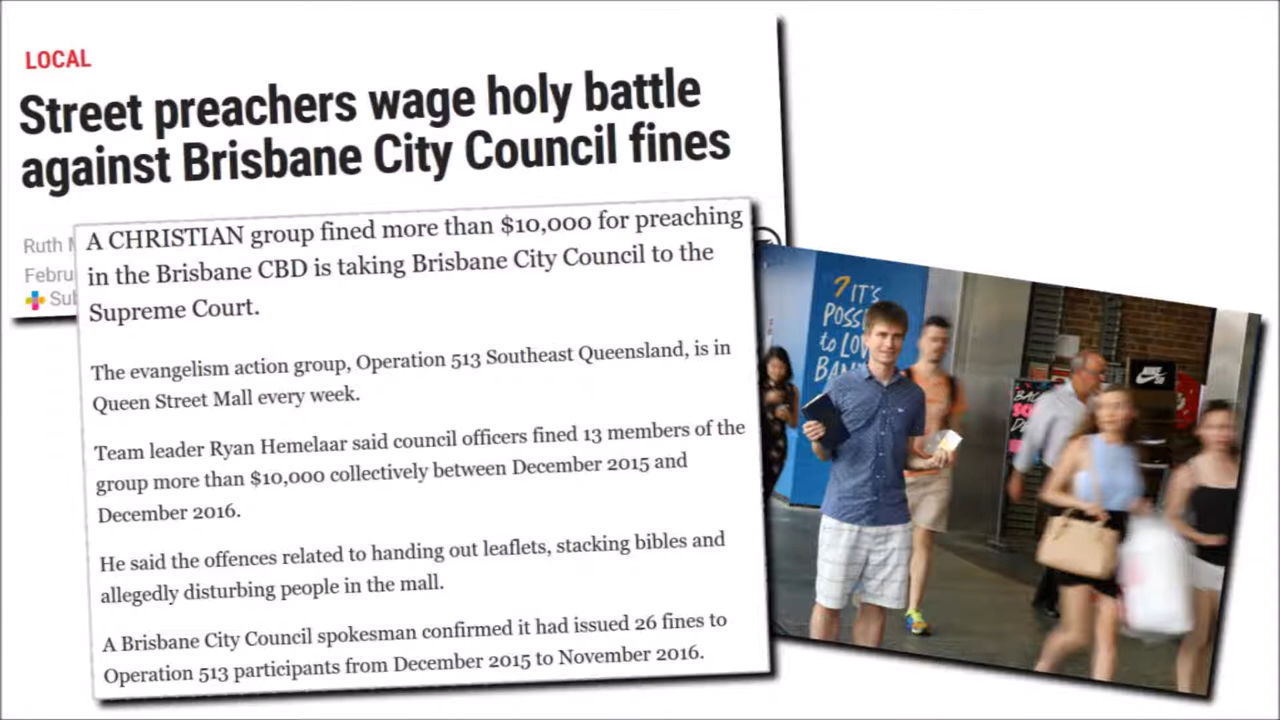 LOCAL
Street preachers wage holy battle
against Brisbane City Council fines
Ruth
A CHRISTIAN group fined more than $10,000 for preaching
in the Brisbane CBD is taking Brisbane City Council to the
Supreme Court.
The evangelism action group, Operation 513 Southeast Queensland, is in
Queen Street Mall every week.
Team leader Ryan Hemelaar said council officers fined 13 members of the
group more than $10,000 collectively between December 2015 and
December 2016.
He said the offences related to handing out leaflets, stacking bibles and
allegedly disturbing people in the mall.
A Brisbane City Council spokesman confirmed it had issued 26 fines to
Operation 513 participants from December 2015 to November 2016.
IT'S
to